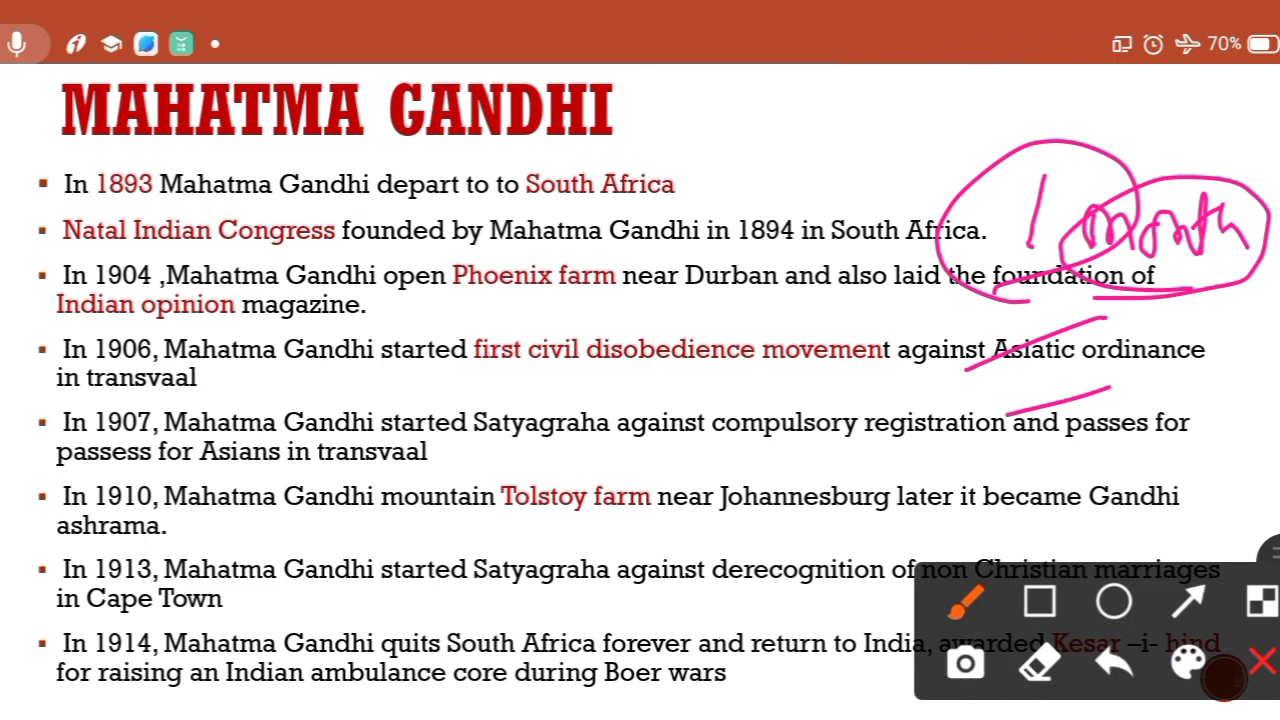 70%
MAHATMA GANDHI
In 1893 Mahatma Gandhi depart to to South Africa
Natal Indian Congress founded by Mahatma Gandhi in 1894 in South Africa.
1 month
In 1904 ,Mahatma Gandhi open Phoenix farm near Durban and also laid the foundation of
Indian opinion magazine.
In 1906, Mahatma Gandhi started first civil disobedience movement against Asiatic ordinance
in transvaal
In 1907, Mahatma Gandhi started Satyagraha against compulsory registration and passes for
passess for Asians in transvaal
In 1910, Mahatma Gandhi mountain Tolstoy farm near Johannesburg later it became Gandhi
ashrama.
In 1913, Mahatma Gandhi started Satyagraha against derecognition of non Christian marriages
in Cape Town
In 1914, Mahatma Gandhi quits South Africa forever and return to India, awarded Kesar –i- hind
for raising an Indian ambulance core during Boer wars